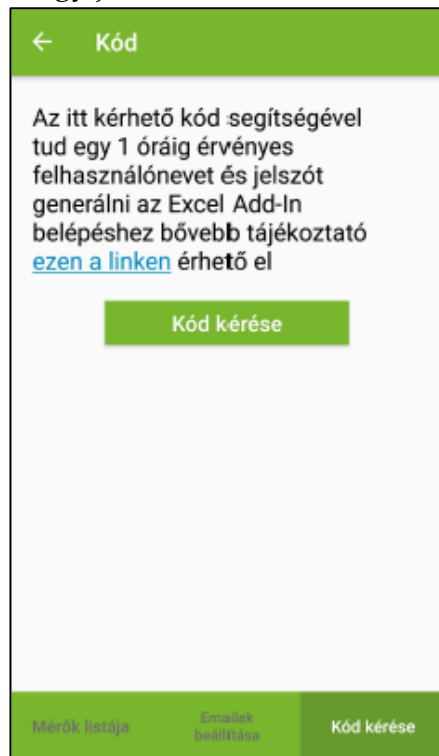 Kód
Az itt kérhető kód segítségével
tud egy 1 óráig érvényes
felhasználónevet és jelszót
generálni az Excel Add-In
belépéshez bővebb tájékoztató
ezen a linken érhető el
Kód kérése
Mérők listája
Emailek
beállítása
Kód kérése